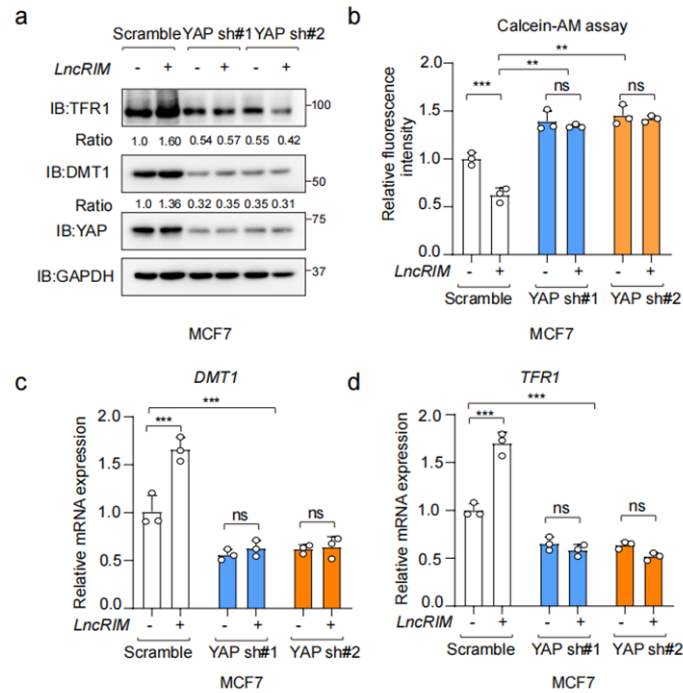 a
Scramble YAP sh#1 YAP sh#2
LncRIM - + - + - +
IB:TFR1 100
Ratio 1.0 1.60 0.54 0.57 0.55 0.42
IB:DMT1 50
Ratio 1.0 1.36 0.32 0.35 0.35 0.31
IB:YAP 75
IB:GAPDH 37
MCF7
b
Calcein-AM assay
**
**
*** ns ns
Relative fluorescence
intensity
2.0
1.5
1.0
0.5
0.0
LncRIM - + - + - +
Scramble YAP sh#1 YAP sh#2
MCF7
c
DMT1
***
***
ns ns
Relative mRNA expression
2.0
1.5
1.0
0.5
0.0
LncRIM - + - + - +
Scramble YAP sh#1 YAP sh#2
MCF7
d
TFR1
***
***
ns ns
Relative mRNA expression
2.0
1.5
1.0
0.5
0.0
LncRIM - + - + - +
Scramble YAP sh#1 YAP sh#2
MCF7